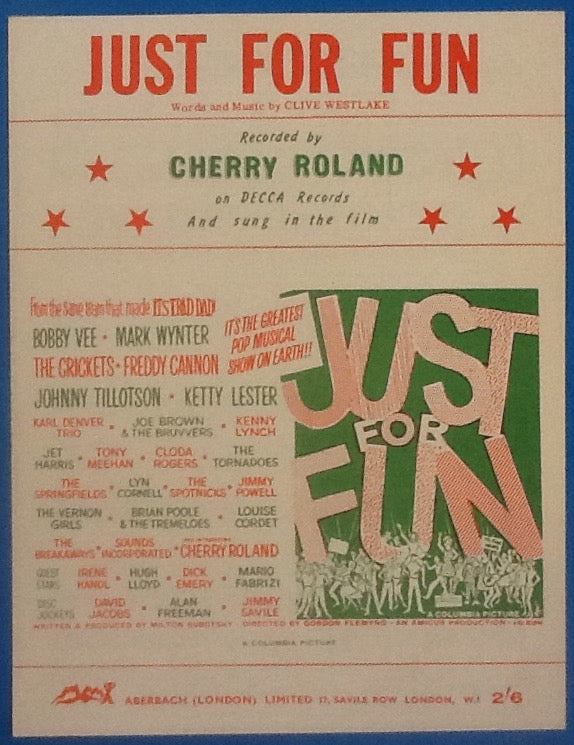 JUST FOR FUN
Words and Music by CLIVE WESTLAKE
Recorded by
CHERRY ROLAND
on DECCA Records
And sung in the film
From the same team that made IT'S TRAD DAD!
BOBBY VEE • MARK WYNTER
THE CRICKETS • FREDDY CANNON
JOHNNY TILLOTSON • KETTY LESTER
IT'S THE GREATEST
POP MUSICAL
SHOW ON EARTH!!
KARL DENVER TRIO • JOE BROWN & THE BRUVVERS • KENNY LYNCH
JET HARRIS • TONY MEEHAN • CLODA ROGERS • THE TORNADOES
THE SPRINGFIELDS • LYN CORNELL • THE SPOTNICKS • JIMMY POWELL
THE VERNON GIRLS • BRIAN POOLE & THE TREMELOES • LOUISE CORDET
THE BREAKAWAYS • SOUNDS INCORPORATED • CHERRY ROLAND
GUEST STARS IRENE HANDL • HUGH LLOYD • DICK EMERY • MARIO FABRIZI
DISC JOCKEYS DAVID JACOBS • ALAN FREEMAN • JIMMY SAVILE
JUST
FOR
FUN
A COLUMBIA PICTURE
WRITTEN & PRODUCED BY MILTON SUBOTSKY • DIRECTED BY GORDON FLEMYNG • AN AMICUS PRODUCTION
A COLUMBIA PICTURE
ABERBACH (LONDON) LIMITED 17, SAVILE ROW LONDON, W.1 2'6